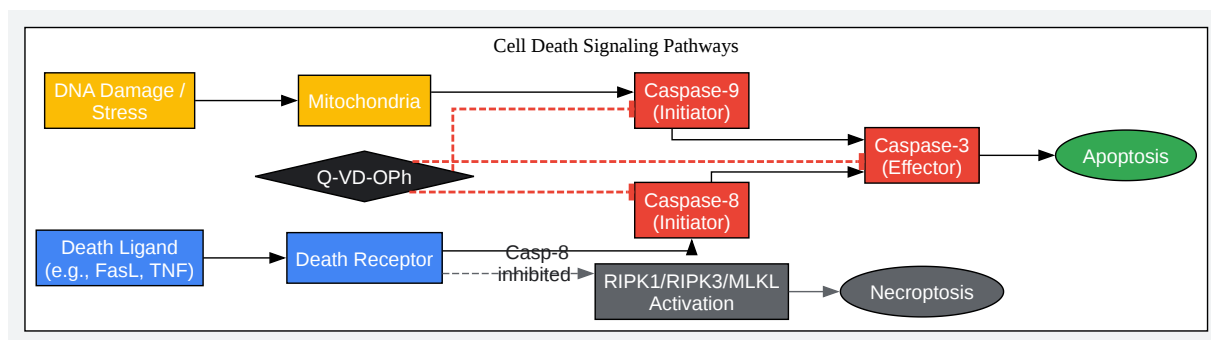 Cell Death Signaling Pathways
DNA Damage /
Stress
Mitochondria
Caspase-9
(Initiator)
Caspase-3
(Effector)
Apoptosis
Q-VD-OPh
Caspase-8
(Initiator)
Death Ligand
(e.g., FasL, TNF)
Death Receptor
Casp-8
inhibited
RIPK1/RIPK3/MLKL
Activation
Necroptosis